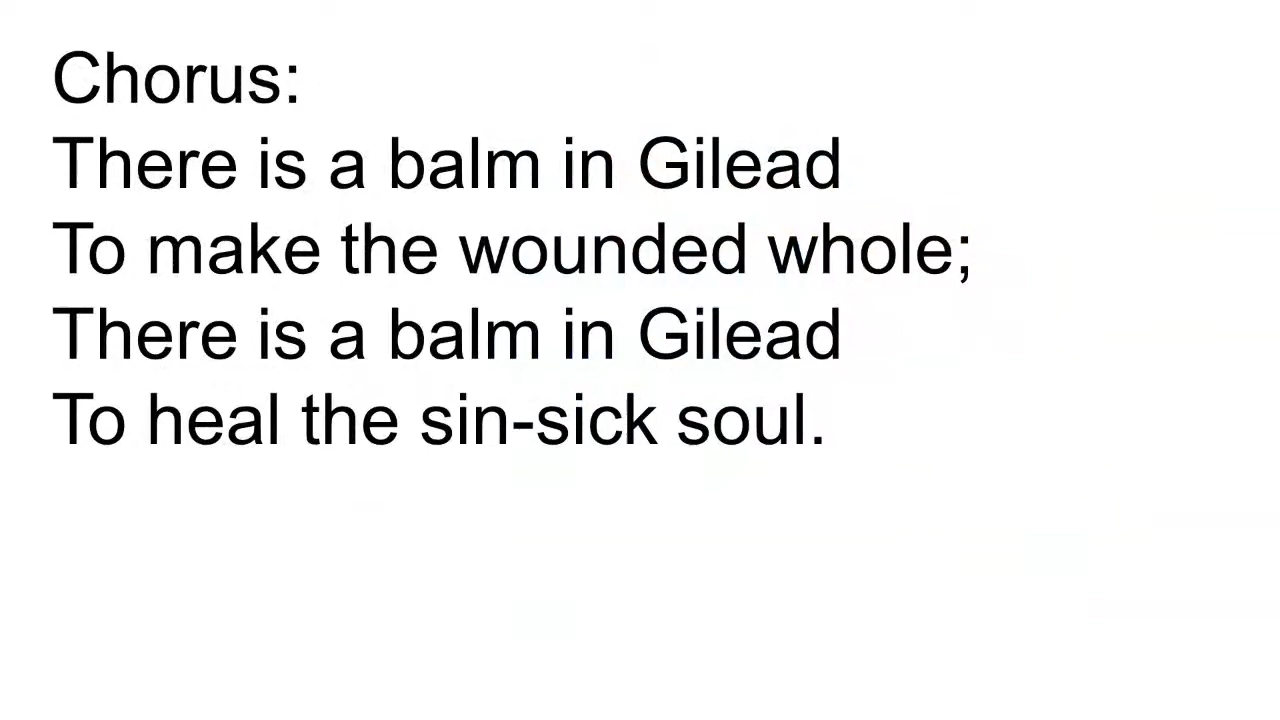 Chorus:
There is a balm in Gilead
To make the wounded whole;
There is a balm in Gilead
To heal the sin-sick soul.